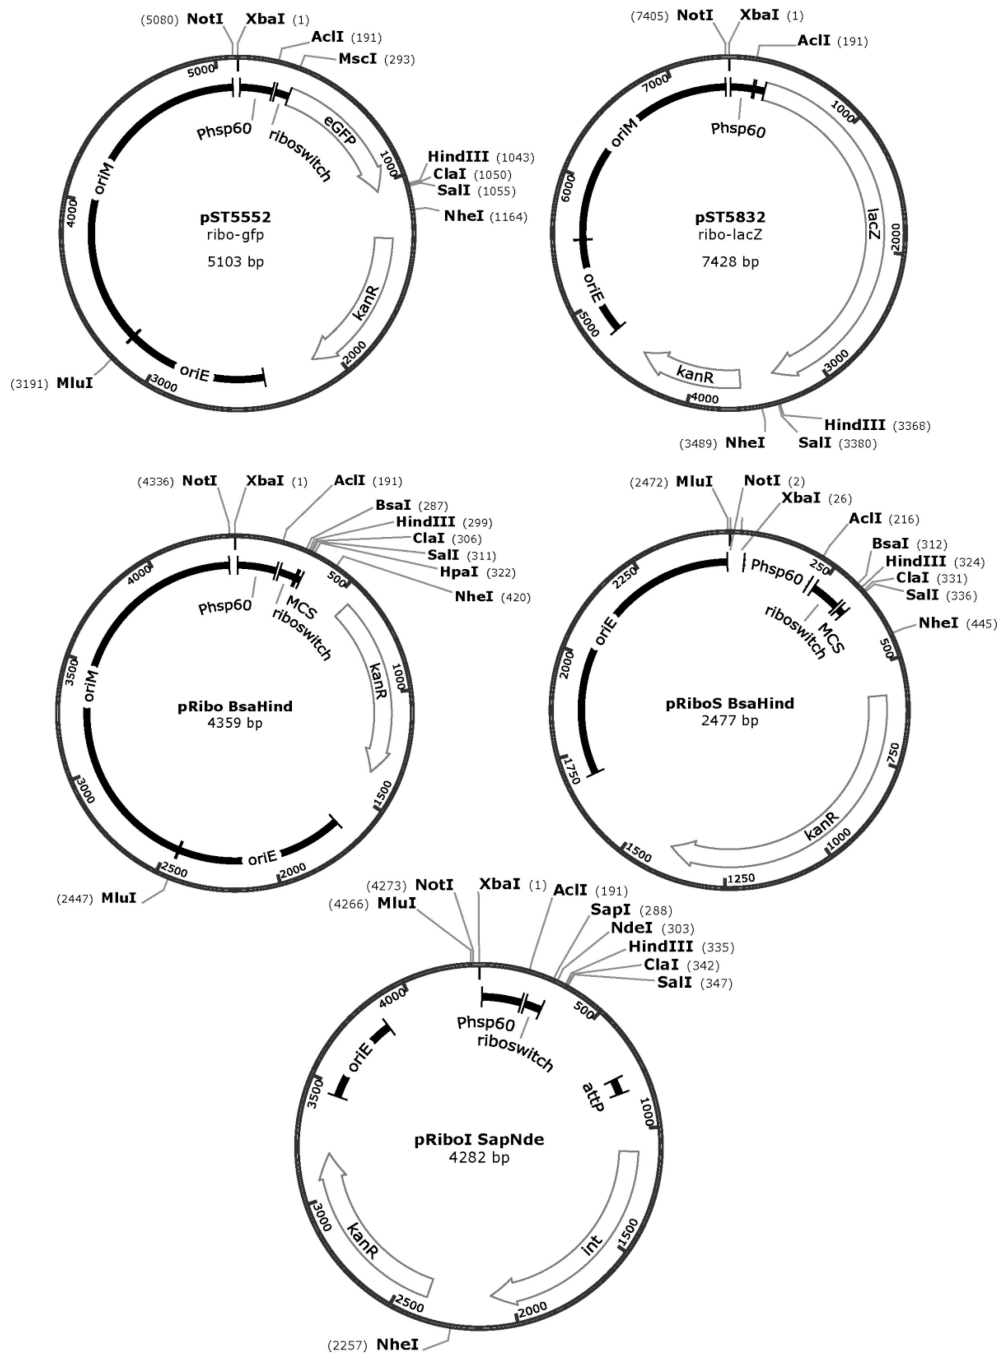 (5080) NotI XbaI (1)
AclI (191)
MscI (293)
5000
Phsp60
riboswitch
eGFP
1000
HindIII (1043)
ClaI (1050)
SalI (1055)
NheI (1164)
oriM
4000
pST5552
ribo-gfp
5103 bp
kanR
2000
oriE
3000
(3191) MluI
(7405) NotI XbaI (1)
AclI (191)
7000
Phsp60
1000
oriM
6000
lacZ
2000
pST5832
ribo-lacZ
7428 bp
oriE
5000
kanR
4000
3000
HindIII (3368)
(3489) NheI SalI (3380)
(4336) NotI XbaI (1) AclI (191)
BsaI (287)
HindIII (299)
ClaI (306)
SalI (311)
HpaI (322)
NheI (420)
4000
500
Phsp60
MCS
riboswitch
3500
oriM
kanR
1000
pRibo BsaHind
4359 bp
3000
1500
oriE
2500
2000
(2447) MluI
(2472) MluI NotI (2)
XbaI (26)
AclI (216)
BsaI (312)
HindIII (324)
ClaI (331)
SalI (336)
NheI (445)
2250
250
Phsp60
riboswitch
MCS
oriE
2000
500
pRiboS BsaHind
2477 bp
1750
750
kanR
1500
1000
1250
(4273) NotI XbaI (1) AclI (191)
(4266) MluI SapI (288)
NdeI (303)
HindIII (335)
ClaI (342)
SalI (347)
4000
500
Phsp60
riboswitch
oriE
3500
attP
1000
pRiboI SapNde
4282 bp
3000
kanR
int
1500
2500
2000
(2257) NheI